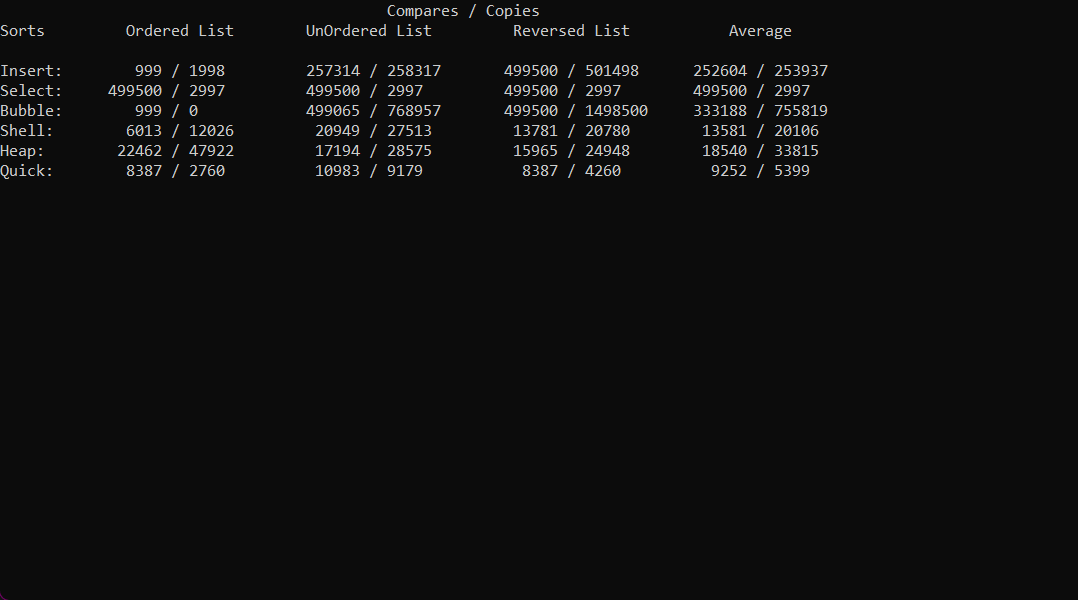 Compares / Copies
Sorts Ordered List UnOrdered List Reversed List Average
Insert: 999 / 1998 257314 / 258317 499500 / 501498 252604 / 253937
Select: 499500 / 2997 499500 / 2997 499500 / 2997 499500 / 2997
Bubble: 999 / 0 499065 / 768957 499500 / 1498500 333188 / 755819
Shell: 6013 / 12026 20949 / 27513 13781 / 20780 13581 / 20106
Heap: 22462 / 47922 17194 / 28575 15965 / 24948 18540 / 33815
Quick: 8387 / 2760 10983 / 9179 8387 / 4260 9252 / 5399